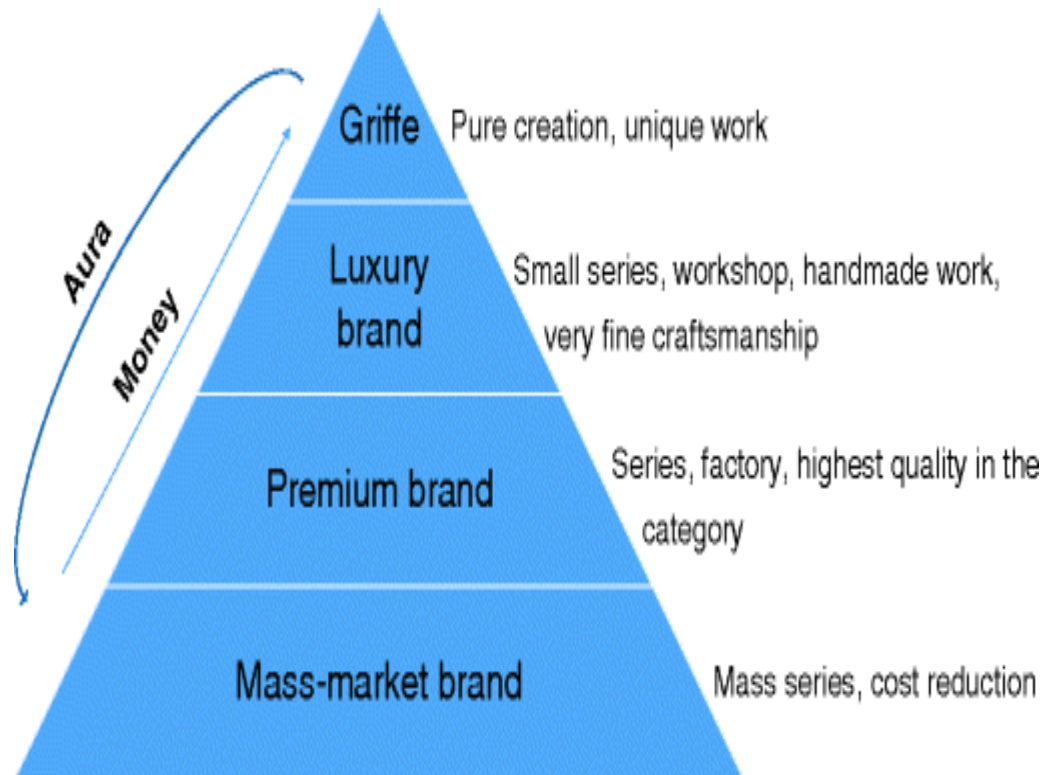 Griffe
Pure creation, unique work
Aura
Money
Luxury
brand
Small series, workshop, handmade work,
very fine craftsmanship
Premium brand
Series, factory, highest quality in the
category
Mass-market brand
Mass series, cost reduction